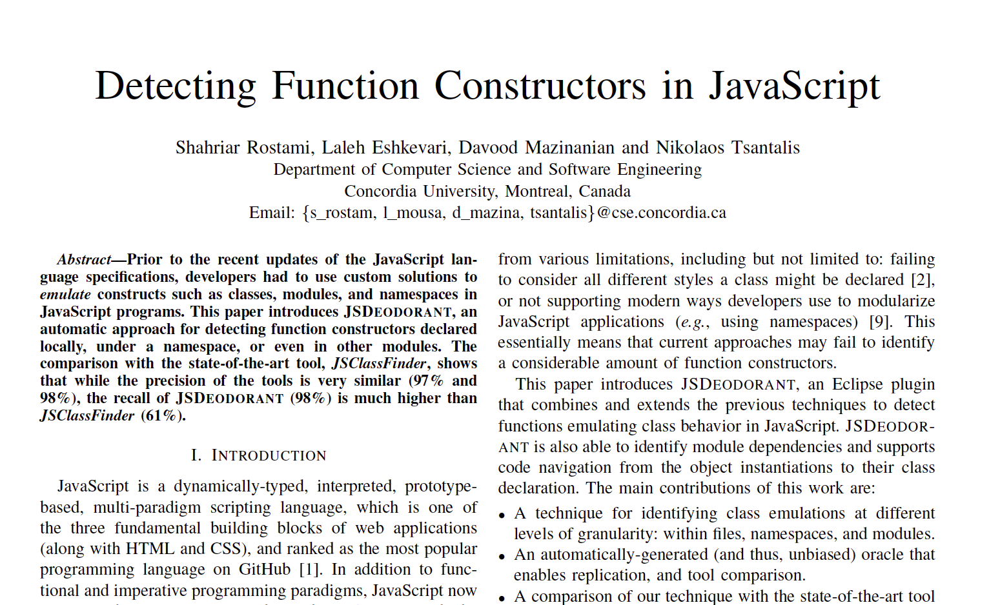 Detecting Function Constructors in JavaScript
Shahriar Rostami, Laleh Eshkevari, Davood Mazinanian and Nikolaos Tsantalis
Department of Computer Science and Software Engineering
Concordia University, Montreal, Canada
Email: {s_rostam, l_mousa, d_mazina, tsantalis}@cse.concordia.ca
Abstract—Prior to the recent updates of the JavaScript lan-
guage specifications, developers had to use custom solutions to
emulate constructs such as classes, modules, and namespaces in
JavaScript programs. This paper introduces JSDEODORANT, an
automatic approach for detecting function constructors declared
locally, under a namespace, or even in other modules. The
comparison with the state-of-the-art tool, JSClassFinder, shows
that while the precision of the tools is very similar (97% and
98%), the recall of JSDEODORANT (98%) is much higher than
JSClassFinder (61%).
I. INTRODUCTION
JavaScript is a dynamically-typed, interpreted, prototype-
based, multi-paradigm scripting language, which is one of
the three fundamental building blocks of web applications
(along with HTML and CSS), and ranked as the most popular
programming language on GitHub [1]. In addition to func-
tional and imperative programming paradigms, JavaScript now
from various limitations, including but not limited to: failing
to consider all different styles a class might be declared [2],
or not supporting modern ways developers use to modularize
JavaScript applications (e.g., using namespaces) [9]. This
essentially means that current approaches may fail to identify
a considerable amount of function constructors.
This paper introduces JSDEODORANT, an Eclipse plugin
that combines and extends the previous techniques to detect
functions emulating class behavior in JavaScript. JSDEODOR-
ANT is also able to identify module dependencies and supports
code navigation from the object instantiations to their class
declaration. The main contributions of this work are:
• A technique for identifying class emulations at different
levels of granularity: within files, namespaces, and modules.
• An automatically-generated (and thus, unbiased) oracle that
enables replication, and tool comparison.
• A comparison of our technique with the state-of-the-art tool